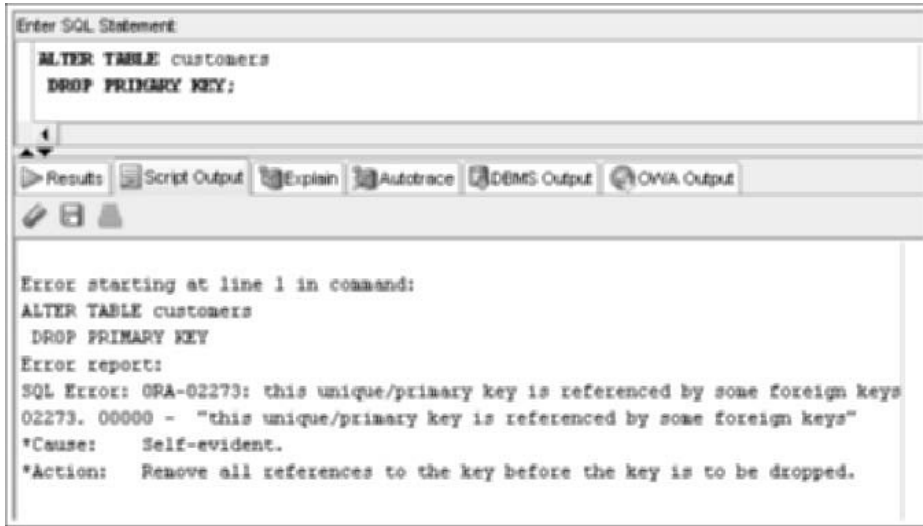 Enter SQL Statement:
ALTER TABLE customers
DROP PRIMARY KEY;
Results Script Output Explain Autotrace DBMS Output OWA Output
Error starting at line 1 in command:
ALTER TABLE customers
DROP PRIMARY KEY
Error report:
SQL Error: ORA-02273: this unique/primary key is referenced by some foreign keys
02273. 00000 - "this unique/primary key is referenced by some foreign keys"
*Cause: Self-evident.
*Action: Remove all references to the key before the key is to be dropped.